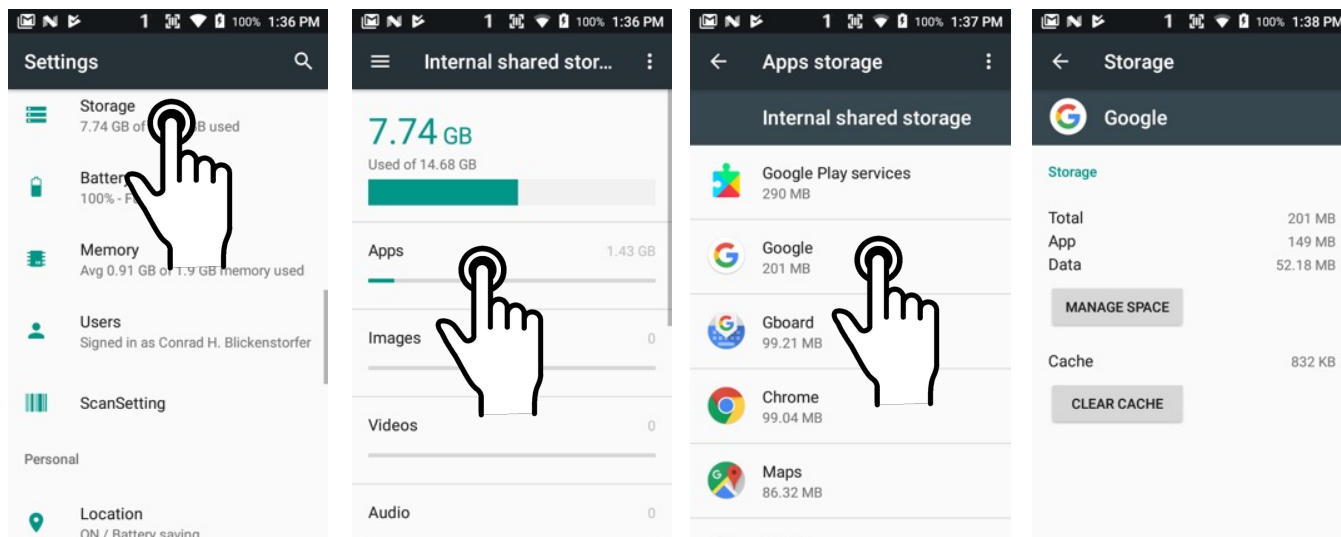 1 100% 1:36 PM
Settings
Storage
7.74 GB of B used
Battery
100% - F
Memory
Avg 0.91 GB of 1.9 GB memory used
Users
Signed in as Conrad H. Blickenstorfer
ScanSetting
Personal
Location
ON / Battery saving
1 100% 1:36 PM
Internal shared stor...
7.74 GB
Used of 14.68 GB
Apps 1.43 GB
Images 0
Videos 0
Audio 0
1 100% 1:37 PM
Apps storage
Internal shared storage
Google Play services
290 MB
Google
201 MB
Gboard
99.21 MB
Chrome
99.04 MB
Maps
86.32 MB
1 100% 1:38 PM
Storage
Google
Storage
Total 201 MB
App 149 MB
Data 52.18 MB
MANAGE SPACE
Cache 832 KB
CLEAR CACHE